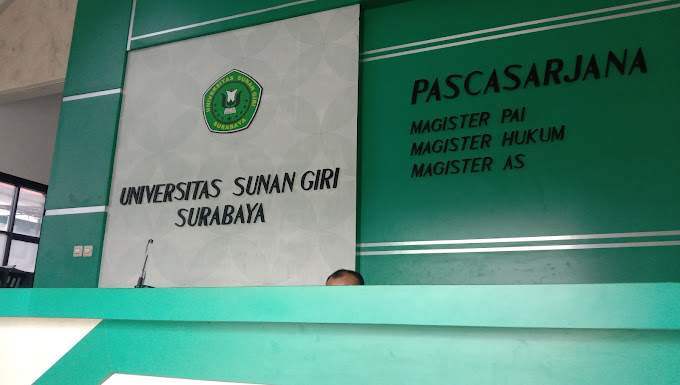 UNIVERSITAS SUNAN GIRI
SURABAYA
UNIVERSITAS SUNAN GIRI
SURABAYA
PASCASARJANA
MAGISTER PAI
MAGISTER HUKUM
MAGISTER AS